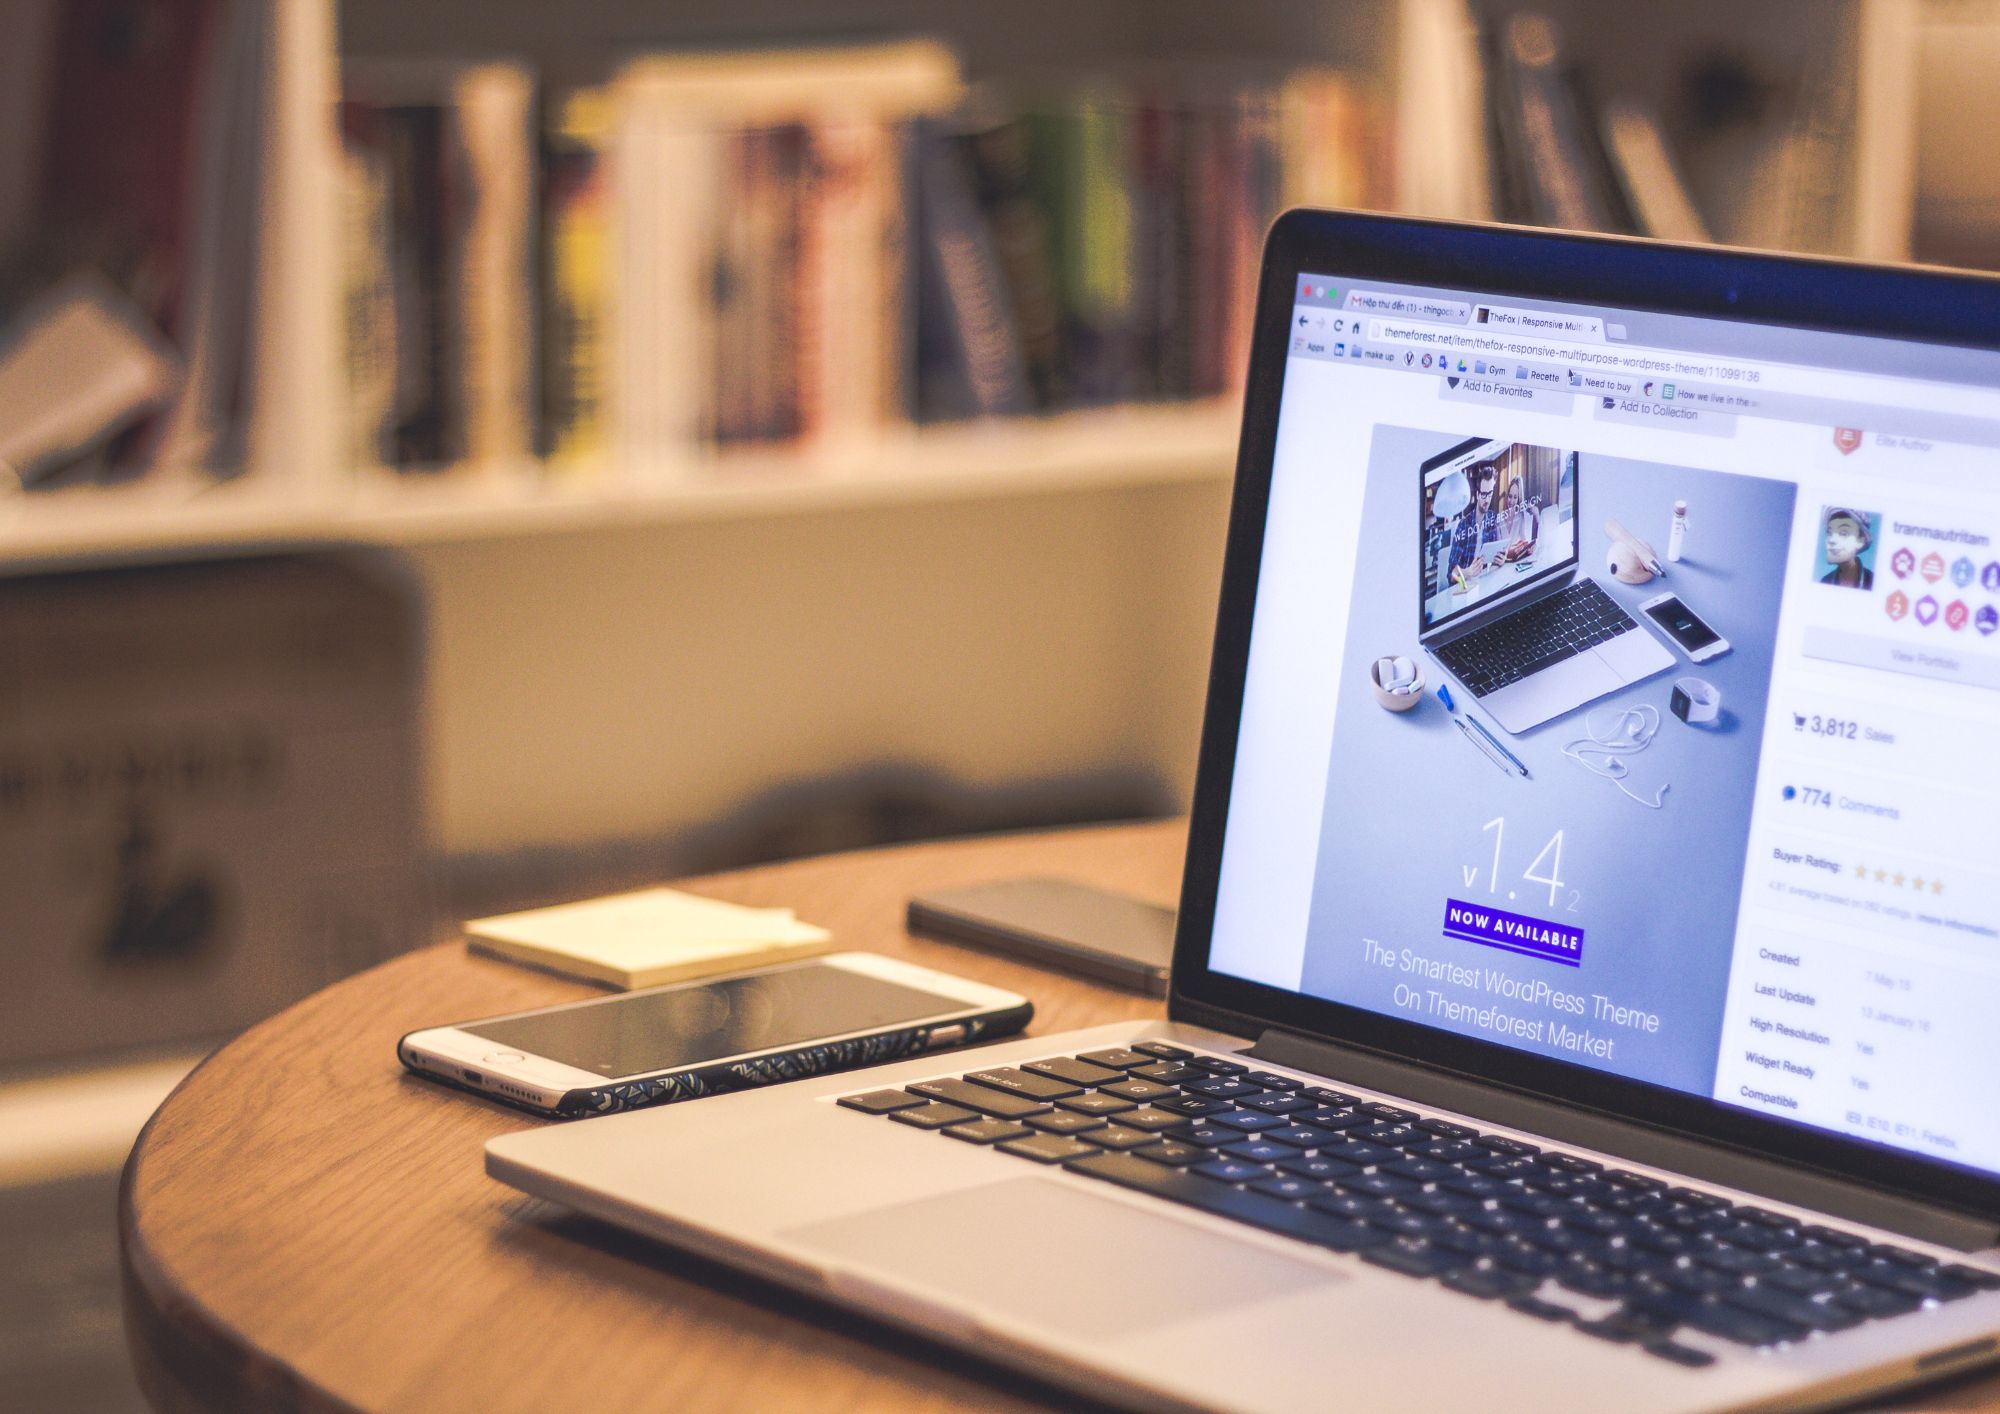 Hộp thư đến (1) - thingoc
TheFox | Responsive Multi
themeforest.net/item/thefox-responsive-multipurpose-wordpress-theme/11099136
Apps
make up
Gym
Recette
Need to buy
How we live in the
Add to Favorites
Add to Collection
Elite Author
WE DO THE BEST DESIGN
tranmautritam
View Portfolio
3,812 Sales
774 Comments
Buyer Rating:
4.81 average based on 262 ratings. (more information
v1.4 2
NOW AVAILABLE
The Smartest WordPress Theme
On Themeforest Market
Created 7 May 15
Last Update 13 January 16
High Resolution Yes
Widget Ready Yes
Compatible IE9, IE10, IE11, Firefox,
caps lock
Q
W
A